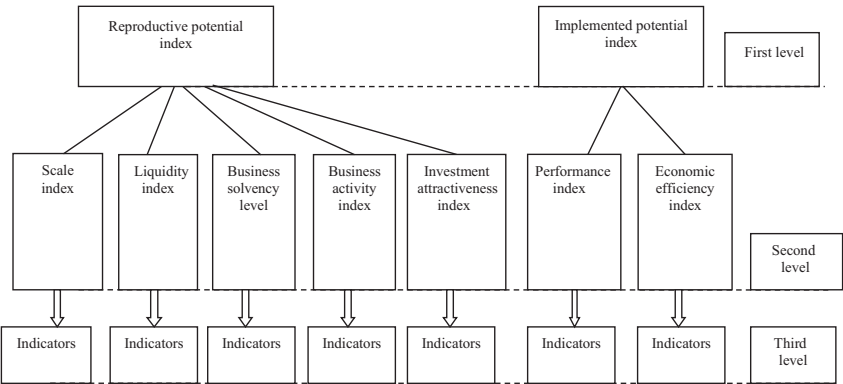 Reproductive potential
index
Implemented potential
index
First level
Scale
index
Liquidity
index
Business
solvency
level
Business
activity
index
Investment
attractiveness
index
Performance
index
Economic
efficiency
index
Second
level
Indicators
Indicators
Indicators
Indicators
Indicators
Indicators
Indicators
Third
level